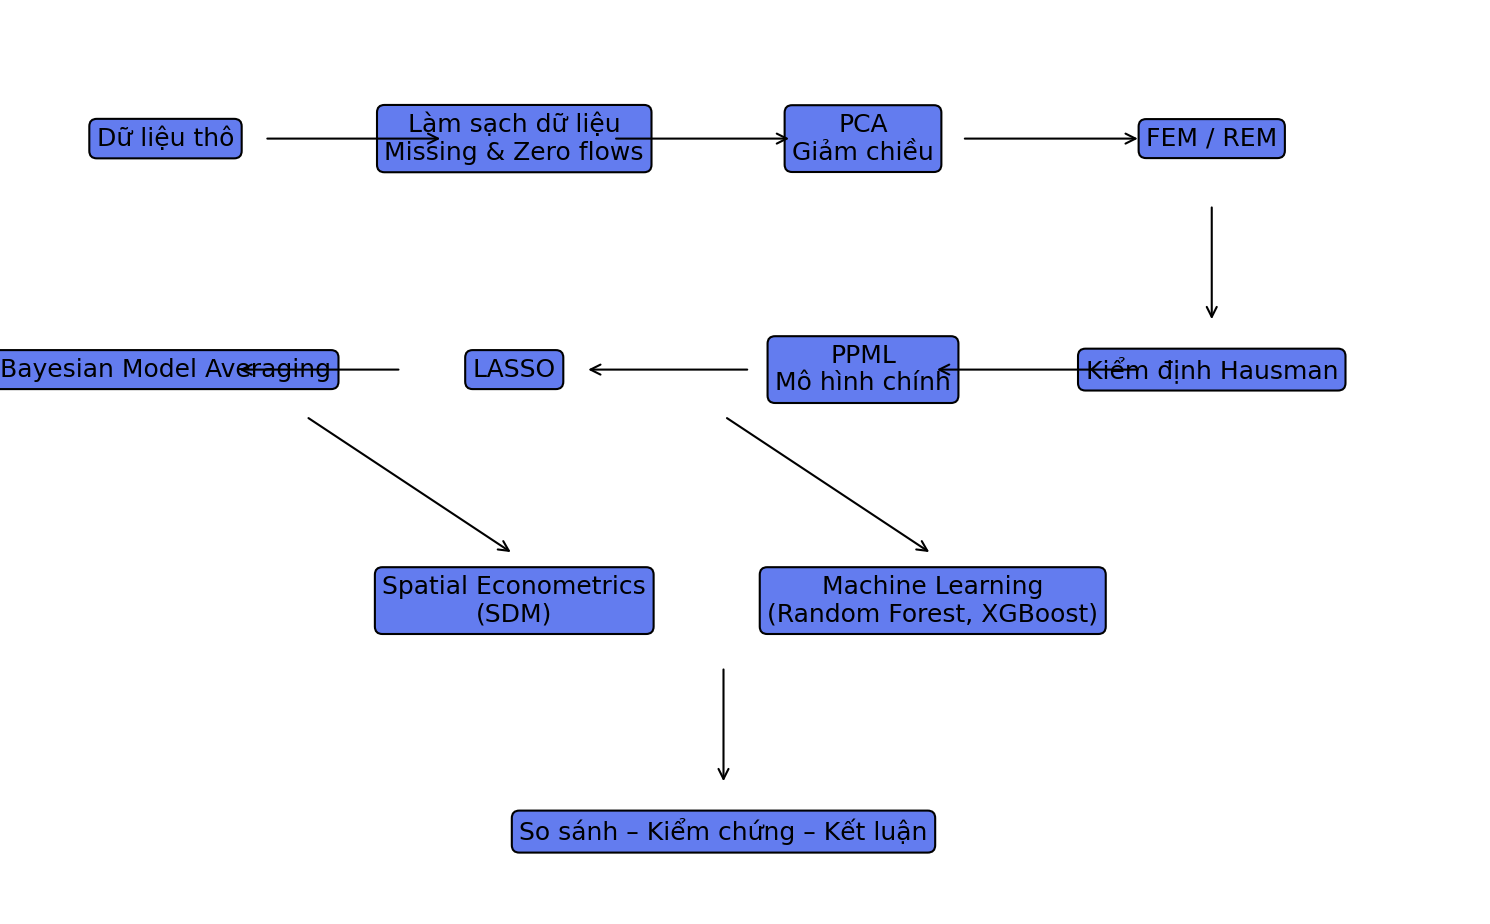 Dữ liệu thô
Làm sạch dữ liệu
Missing & Zero flows
PCA
Giảm chiều
FEM / REM
Bayesian Model Averaging
LASSO
PPML
Mô hình chính
Kiểm định Hausman
Spatial Econometrics
(SDM)
Machine Learning
(Random Forest, XGBoost)
So sánh – Kiểm chứng – Kết luận